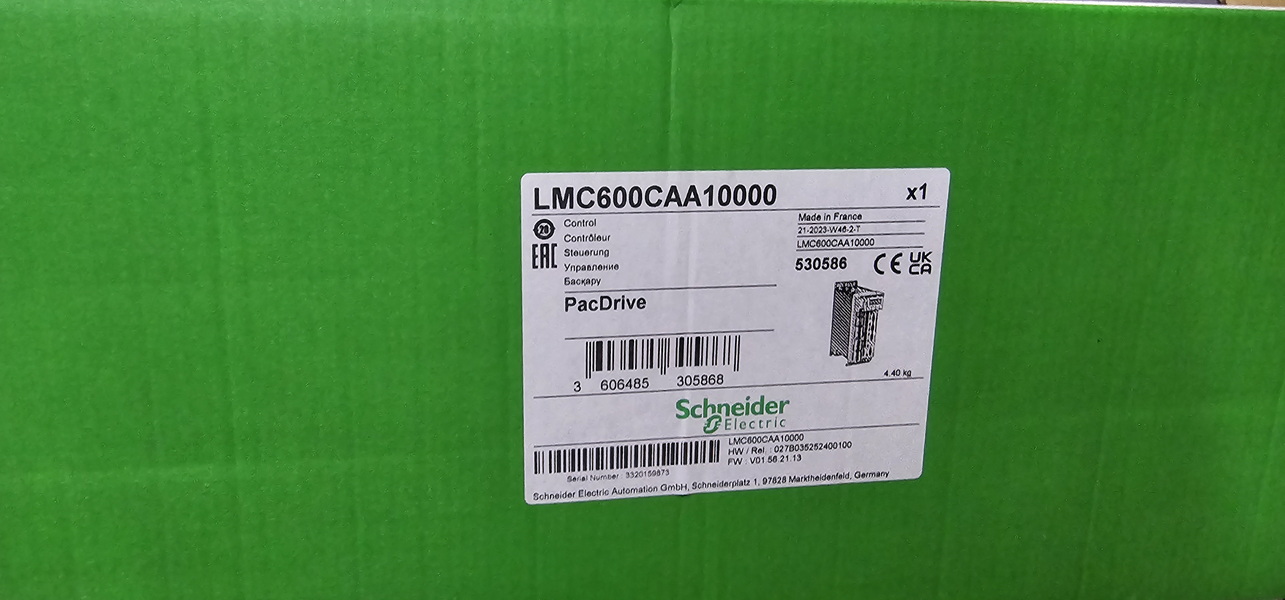 LMC600CAA10000 x1
Control
Contrôleur
Steuerung
Управление
Басқару
Made in France
21-2023-W46-2-T
LMC600CAA10000
20
EAC
530586 CE UK CA
PacDrive
3 606485 305868
4.40 kg
Schneider
Electric
LMC600CAA10000
HW / Rel. : 027B035252400100
FW : V01.56.21.13
Serial Number : 3320159873
Schneider Electric Automation GmbH, Schneiderplatz 1, 97828 Marktheidenfeld, Germany